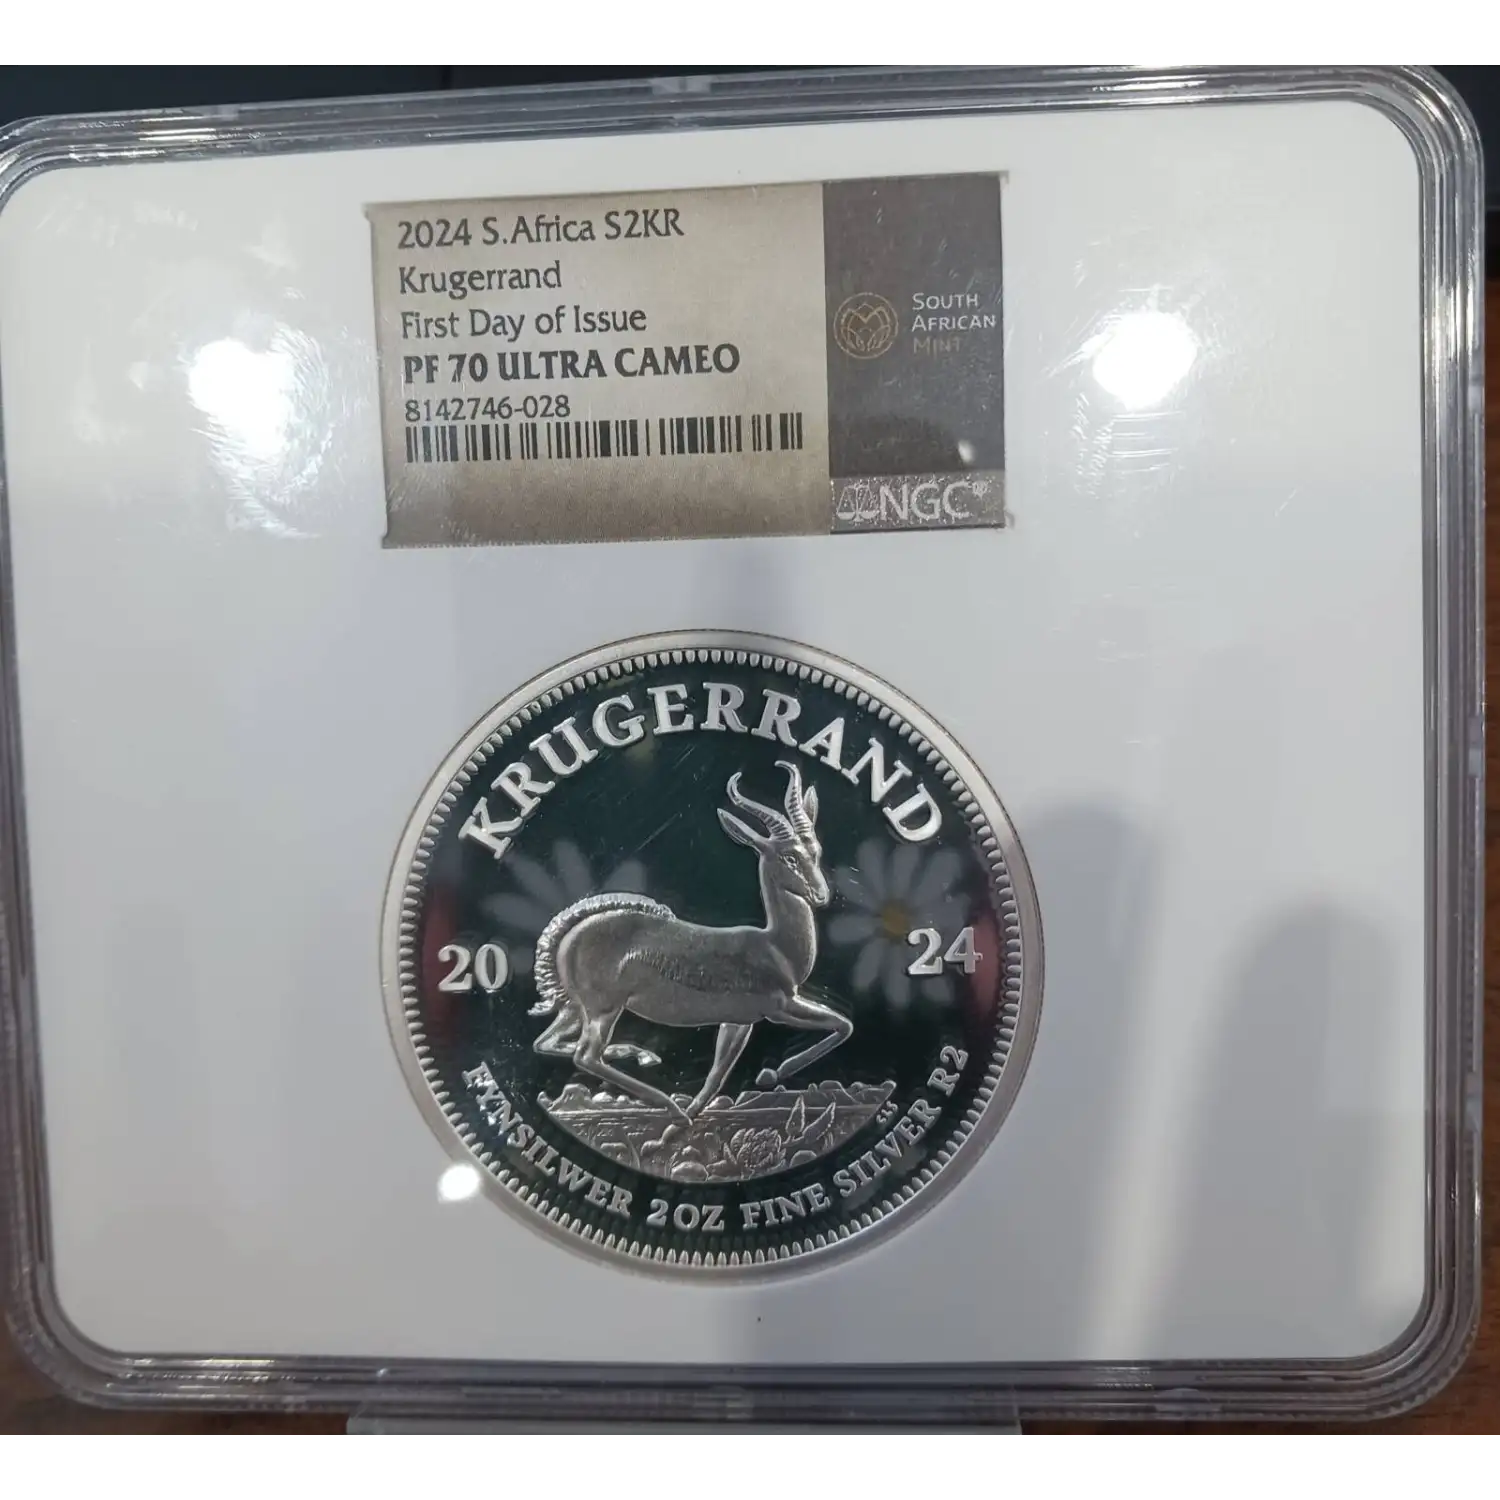 2024 S.Africa S2KR
Krugerrand
First Day of Issue
PF 70 ULTRA CAMEO
8142746-028
SOUTH
AFRICAN
MINT
NGC
KRUGERRAND
20 24
FYNSILWER 2OZ FINE SILVER R2